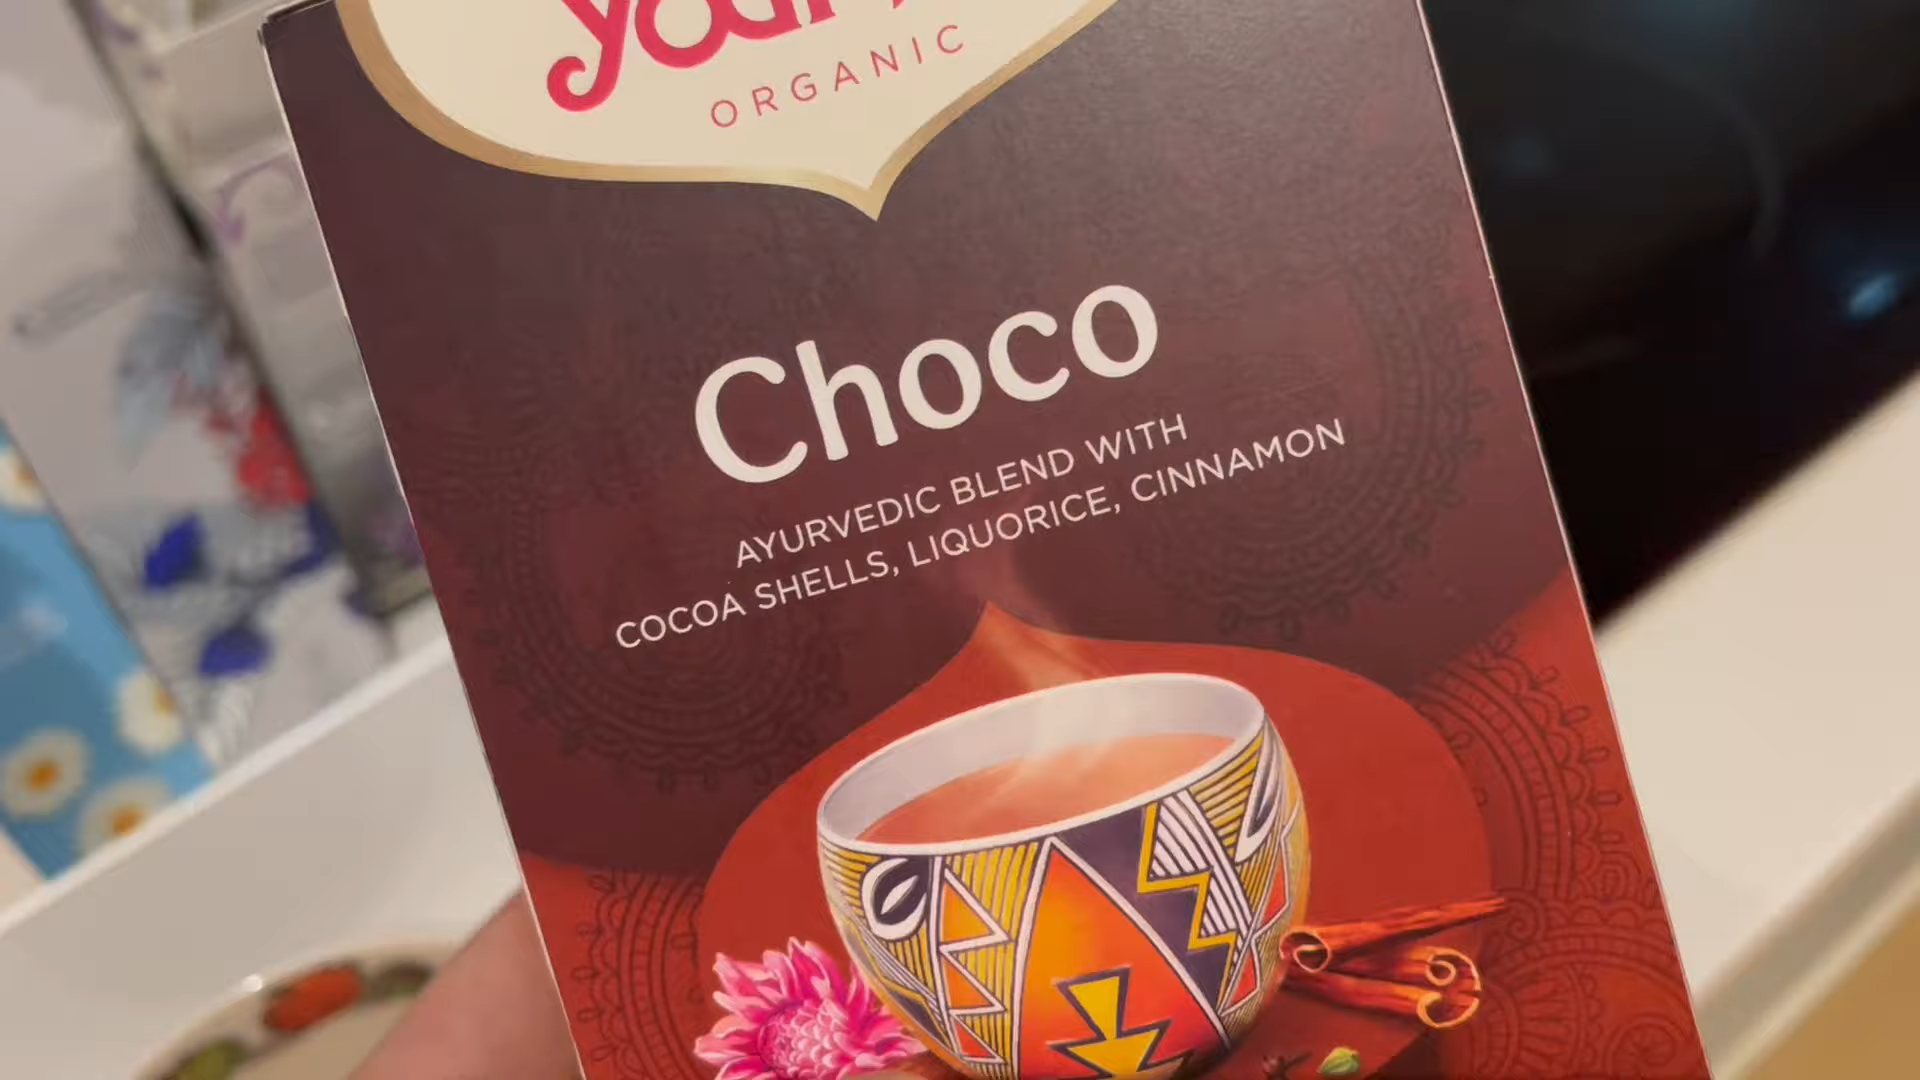 ORGANIC
Choco
AYURVEDIC BLEND WITH
COCOA SHELLS, LIQUORICE, CINNAMON